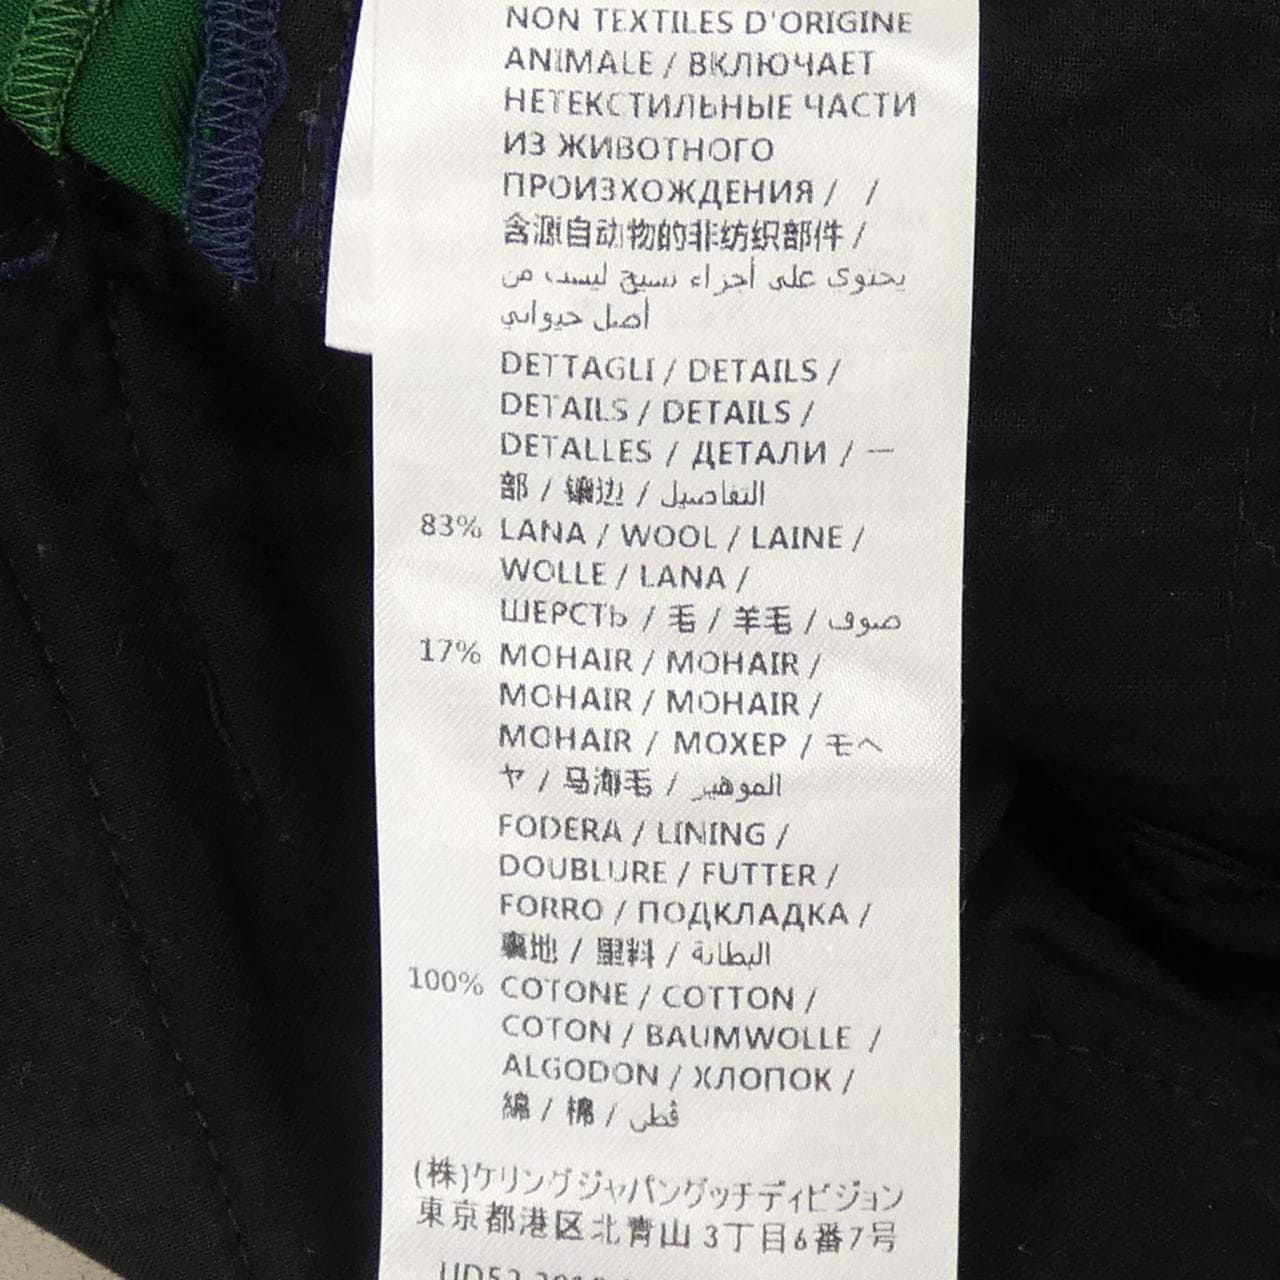 NON TEXTILES D'ORIGINE
ANIMALE / ВКЛЮЧАЕТ
НЕТЕКСТИЛЬНЫЕ ЧАСТИ
ИЗ ЖИВОТНОГО
ПРОИЗХОЖДЕНИЯ / /
含源自动物的非纺织部件 /
يحتوي على أجزاء نسيج ليست من
أصل حيواني
DETTAGLI / DETAILS /
DETAILS / DETAILS /
DETALLES / ДЕТАЛИ / 一
部 / 镶边 / التفاصيل
83% LANA / WOOL / LAINE /
WOLLE / LANA /
ШЕРСТЬ / 毛 / 羊毛 / صوف
17% MOHAIR / MOHAIR /
MOHAIR / MOHAIR /
MOHAIR / МОХЕР / モヘ
ヤ / 马海毛 / الموهير
FODERA / LINING /
DOUBLURE / FUTTER /
FORRO / ПОДКЛАДКА /
裏地 / 里料 / البطانة
100% COTONE / COTTON /
COTON / BAUMWOLLE /
ALGODON / ХЛОПОК /
綿 / 棉 / قطن
(株)ケリングジャパングッチディビジョン
東京都港区北青山 3丁目6番7号